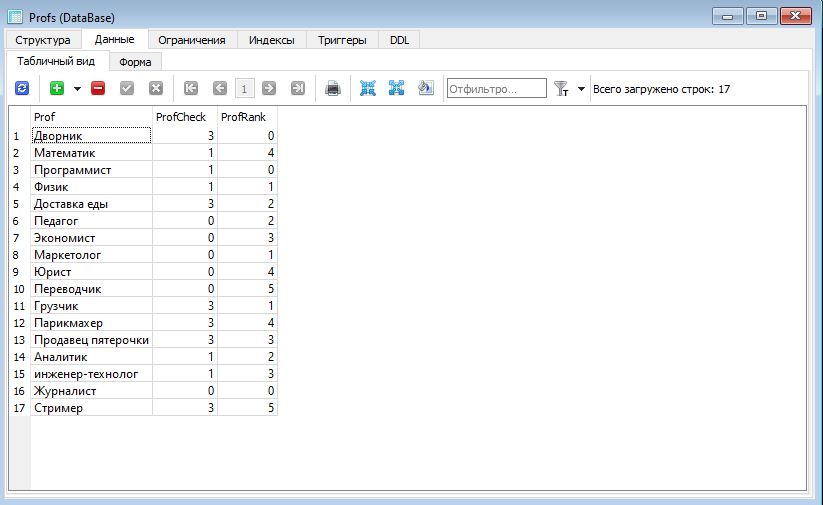 Profs (DataBase)
Структура Данные Ограничения Индексы Триггеры DDL
Табличный вид Форма
1 Отфильтро... T Всего загружено строк: 17
Prof ProfCheck ProfRank
1 Дворник 3 0
2 Математик 1 4
3 Программист 1 0
4 Физик 1 1
5 Доставка еды 3 2
6 Педагог 0 2
7 Экономист 0 3
8 Маркетолог 0 1
9 Юрист 0 4
10 Переводчик 0 5
11 Грузчик 3 1
12 Парикмахер 3 4
13 Продавец пятерочки 3 3
14 Аналитик 1 2
15 инженер-технолог 1 3
16 Журналист 0 0
17 Стример 3 5